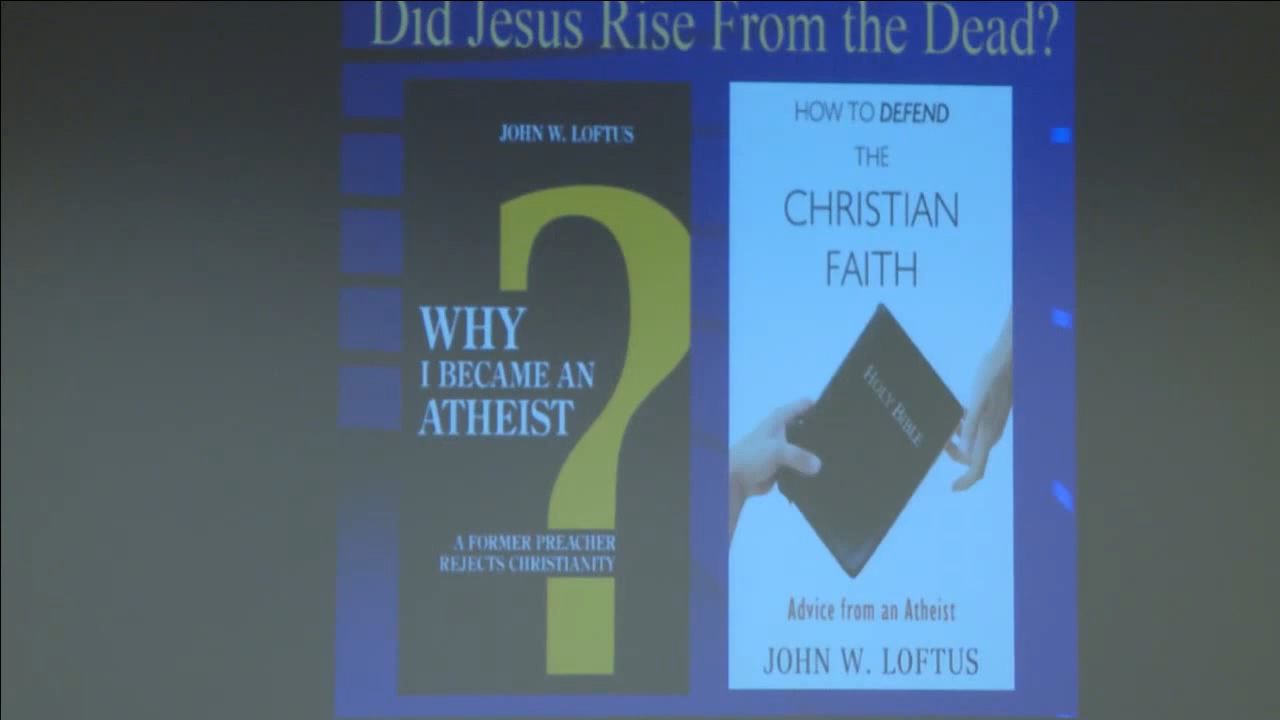 Did Jesus Rise From the Dead?
JOHN W. LOFTUS
WHY
I BECAME AN
ATHEIST
A FORMER PREACHER
REJECTS CHRISTIANITY
HOW TO DEFEND
THE
CHRISTIAN
FAITH
HOLY BIBLE
Advice from an Atheist
JOHN W. LOFTUS